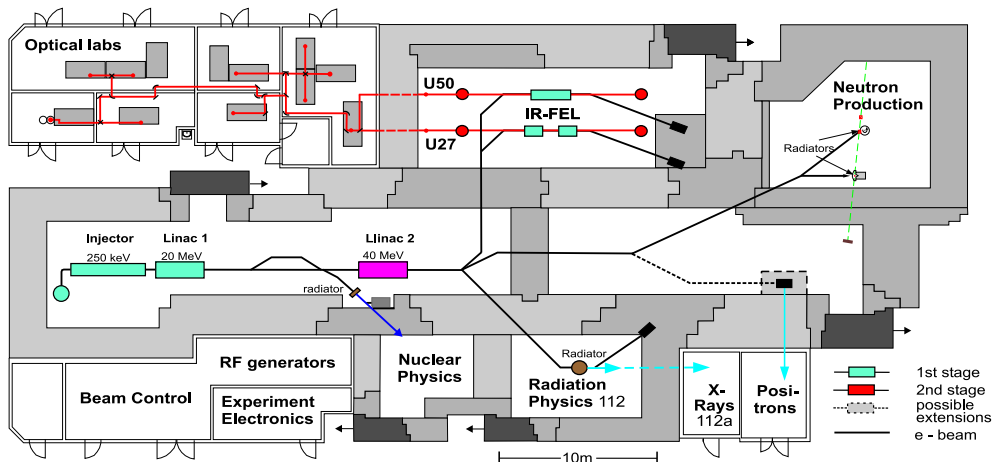 Optical labs
U50
IR-FEL
U27
Neutron
Production
Radiators
Injector
Linac 1
Llinac 2
250 keV
20 MeV
40 MeV
radiator
RF generators
Nuclear
Physics
Radiator
Beam Control
Experiment
Electronics
Radiation
Physics 112
X-
Rays
112a
Posi-
trons
1st stage
2nd stage
possible
extensions
e - beam
10m